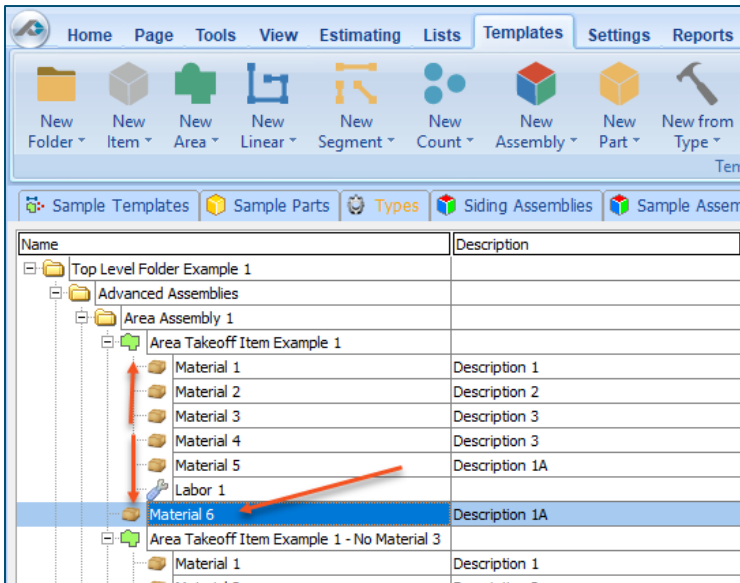 Home Page Tools View Estimating Lists Templates Settings Reports
New Folder
New Item
New Area
New Linear
New Segment
New Count
New Assembly
New Part
New from Type
Sample Templates Sample Parts Types Siding Assemblies Sample Assem
Name Description
Top Level Folder Example 1
Advanced Assemblies
Area Assembly 1
Area Takeoff Item Example 1
Material 1 Description 1
Material 2 Description 2
Material 3 Description 3
Material 4 Description 3
Material 5 Description 1A
Labor 1
Material 6 Description 1A
Area Takeoff Item Example 1 - No Material 3
Material 1 Description 1